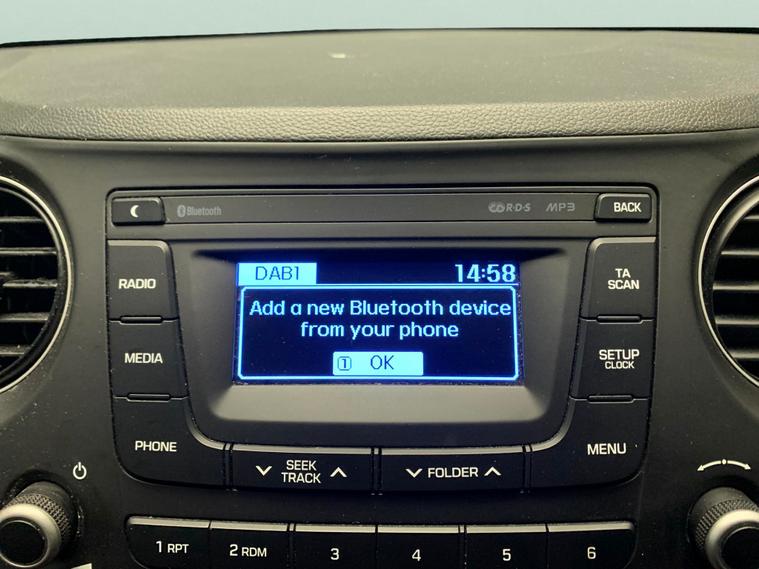 Bluetooth
R·D·S MP3
BACK
RADIO
DAB1 14:58
TA
SCAN
Add a new Bluetooth device
from your phone
1 OK
MEDIA
SETUP
CLOCK
PHONE
SEEK
TRACK
FOLDER
MENU
1 RPT
2 RDM
3
4
5
6